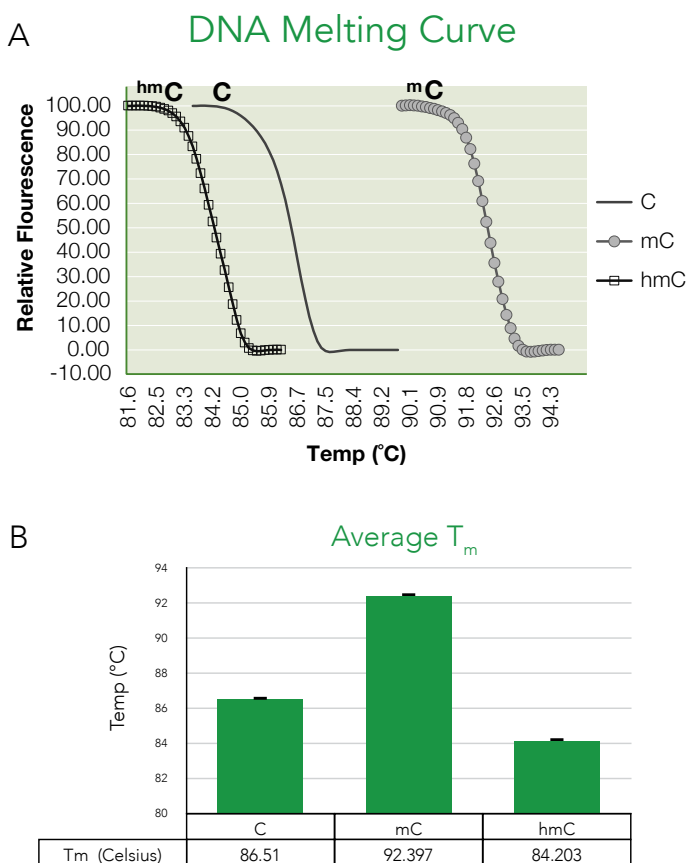 A
DNA Melting Curve
hmC C mC
Relative Flourescence
100.00
90.00
80.00
70.00
60.00
50.00
40.00
30.00
20.00
10.00
0.00
-10.00
81.6 82.5 83.3 84.2 85.0 85.9 86.7 87.5 88.4 89.2 90.1 90.9 91.8 92.6 93.5 94.3
Temp (°C)
C
mC
hmC
B
Average Tm
Temp (°C)
94
92
90
88
86
84
82
80
C mC hmC
Tm (Celsius) 86.51 92.397 84.203